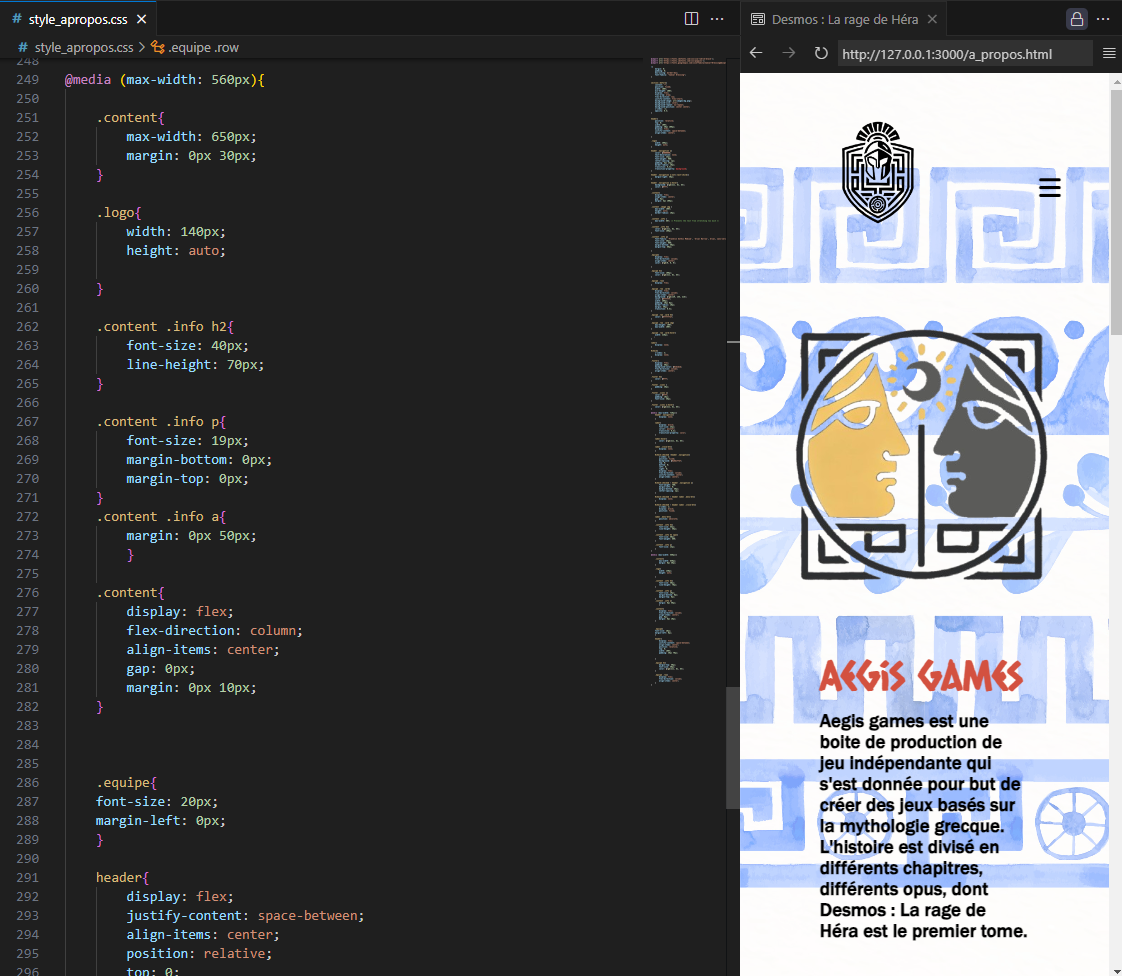 # style_apropos.css ×
# style_apropos.css > .equipe .row
248
249 @media (max-width: 560px){
250
251 .content{
252 max-width: 650px;
253 margin: 0px 30px;
254 }
255
256 .logo{
257 width: 140px;
258 height: auto;
259
260 }
261
262 .content .info h2{
263 font-size: 40px;
264 line-height: 70px;
265 }
266
267 .content .info p{
268 font-size: 19px;
269 margin-bottom: 0px;
270 margin-top: 0px;
271 }
272 .content .info a{
273 margin: 0px 50px;
274 }
275
276 .content{
277 display: flex;
278 flex-direction: column;
279 align-items: center;
280 gap: 0px;
281 margin: 0px 10px;
282 }
283
284
285
286 .equipe{
287 font-size: 20px;
288 margin-left: 0px;
289 }
290
291 header{
292 display: flex;
293 justify-content: space-between;
294 align-items: center;
295 position: relative;
296 top: 0;
Desmos : La rage de Héra ×
http://127.0.0.1:3000/a_propos.html
AEGIS GAMES
Aegis games est une
boite de production de
jeu indépendante qui
s'est donnée pour but de
créer des jeux basés sur
la mythologie grecque.
L'histoire est divisé en
différents chapitres,
différents opus, dont
Desmos : La rage de
Héra est le premier tome.